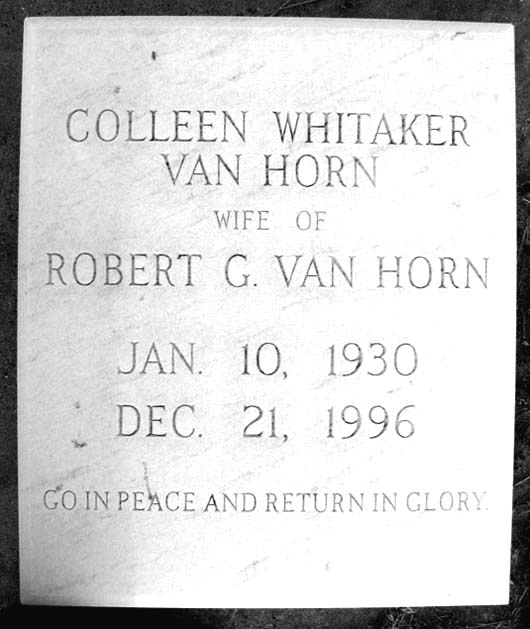 COLLEEN WHITAKER
VAN HORN
WIFE OF
ROBERT G. VAN HORN
JAN. 10, 1930
DEC. 21, 1996
GO IN PEACE AND RETURN IN GLORY.